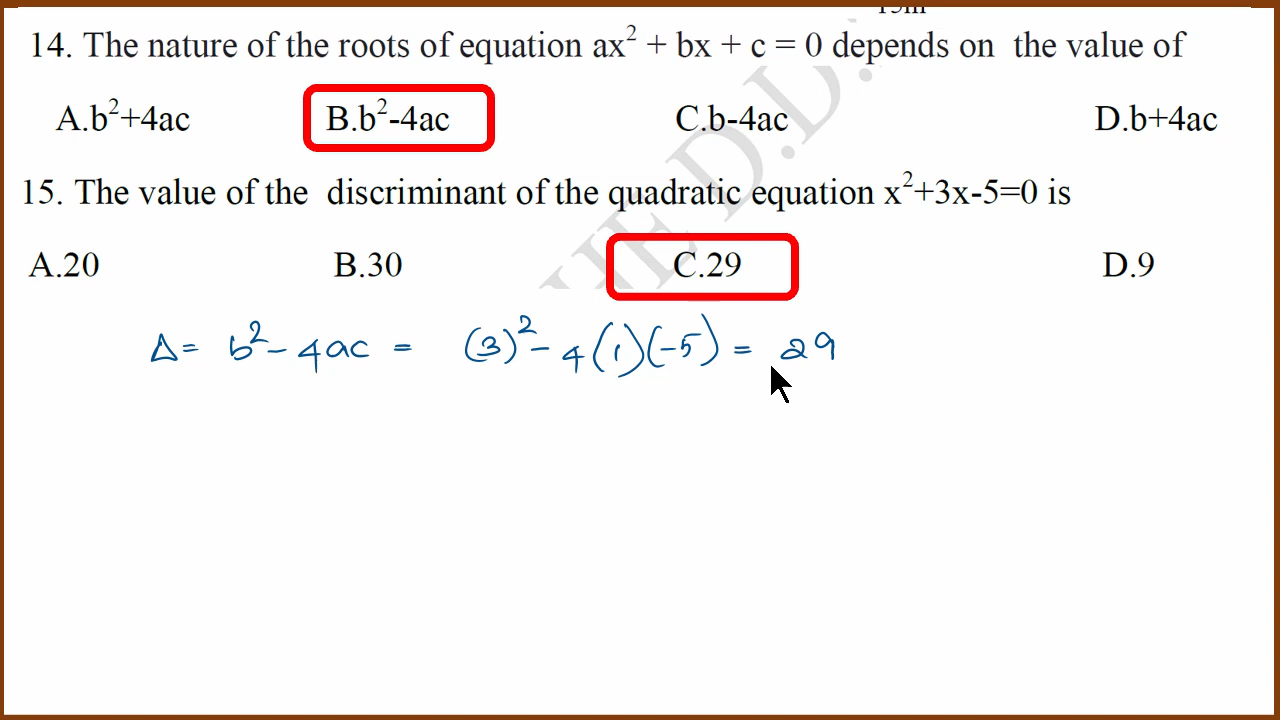 14. The nature of the roots of equation ax² + bx + c = 0 depends on the value of
A.b²+4ac B.b²-4ac C.b-4ac D.b+4ac
15. The value of the discriminant of the quadratic equation x²+3x-5=0 is
A.20 B.30 C.29 D.9
Δ= b²-4ac = (3)²-4(1)(-5) = 29